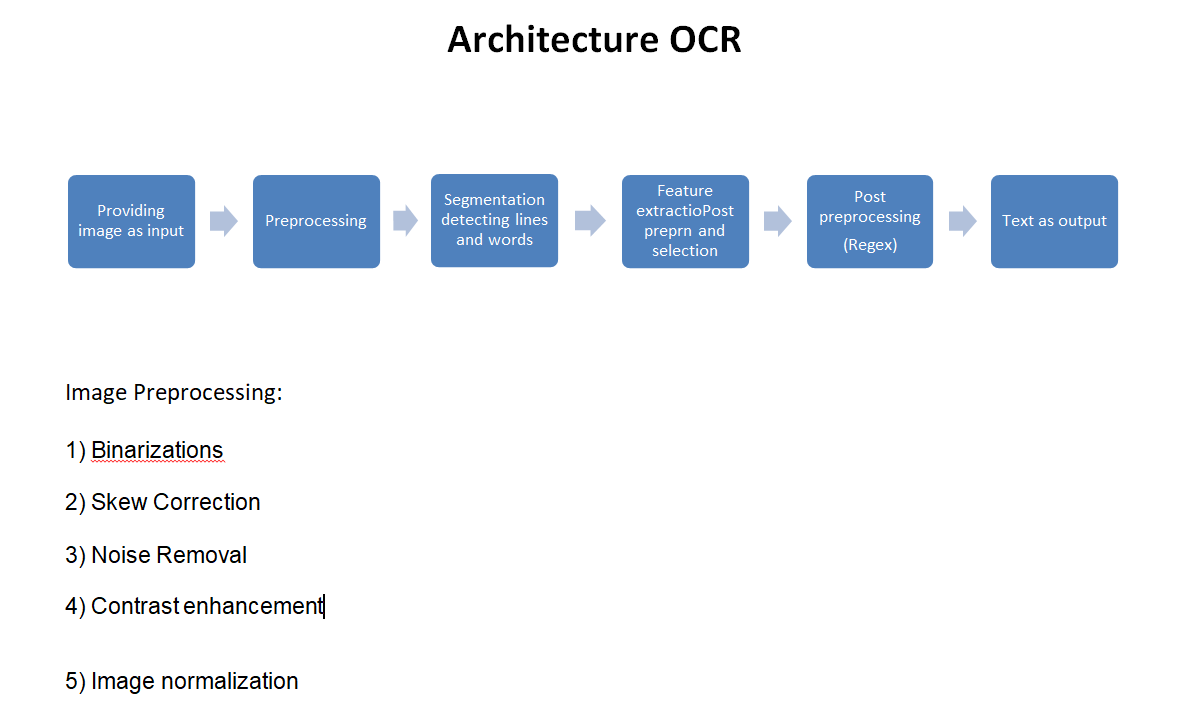 Architecture OCR
Providing
image as input
Preprocessing
Segmentation
detecting lines
and words
Feature
extractioPost
preprn and
selection
Post
preprocessing
(Regex)
Text as output
Image Preprocessing:
1) Binarizations
2) Skew Correction
3) Noise Removal
4) Contrast enhancement
5) Image normalization